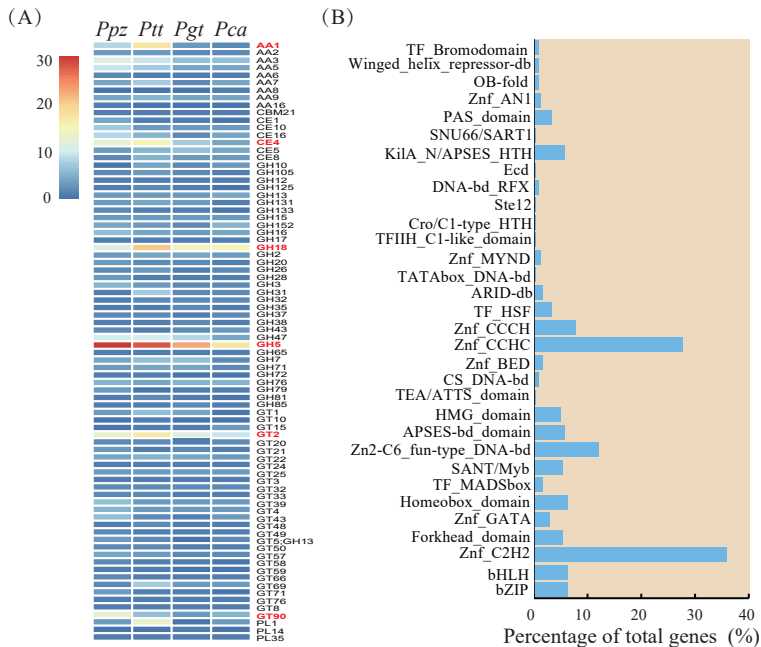 (A)
Ppz Ptt Pgt Pca
30
20
10
0
AA1
AA2
AA3
AA5
AA6
AA7
AA8
AA9
AA16
CBM21
CE1
CE10
CE16
CE4
CE5
CE8
GH10
GH105
GH12
GH125
GH13
GH131
GH133
GH15
GH152
GH16
GH17
GH18
GH2
GH20
GH26
GH28
GH3
GH31
GH32
GH35
GH37
GH38
GH43
GH47
GH5
GH65
GH7
GH71
GH72
GH76
GH79
GH81
GH85
GT1
GT10
GT15
GT2
GT20
GT21
GT22
GT24
GT25
GT3
GT32
GT33
GT39
GT4
GT43
GT48
GT49
GT5;GH13
GT50
GT57
GT58
GT59
GT66
GT69
GT71
GT76
GT8
GT90
PL1
PL14
PL35
(B)
TF_Bromodomain
Winged_helix_repressor-db
OB-fold
Znf_AN1
PAS_domain
SNU66/SART1
KilA_N/APSES_HTH
Ecd
DNA-bd_RFX
Ste12
Cro/C1-type_HTH
TFIIH_C1-like_domain
Znf_MYND
TATAbox_DNA-bd
ARID-db
TF_HSF
Znf_CCCH
Znf_CCHC
Znf_BED
CS_DNA-bd
TEA/ATTS_domain
HMG_domain
APSES-bd_domain
Zn2-C6_fun-type_DNA-bd
SANT/Myb
TF_MADSbox
Homeobox_domain
Znf_GATA
Forkhead_domain
Znf_C2H2
bHLH
bZIP
0 10 20 30 40
Percentage of total genes (%)